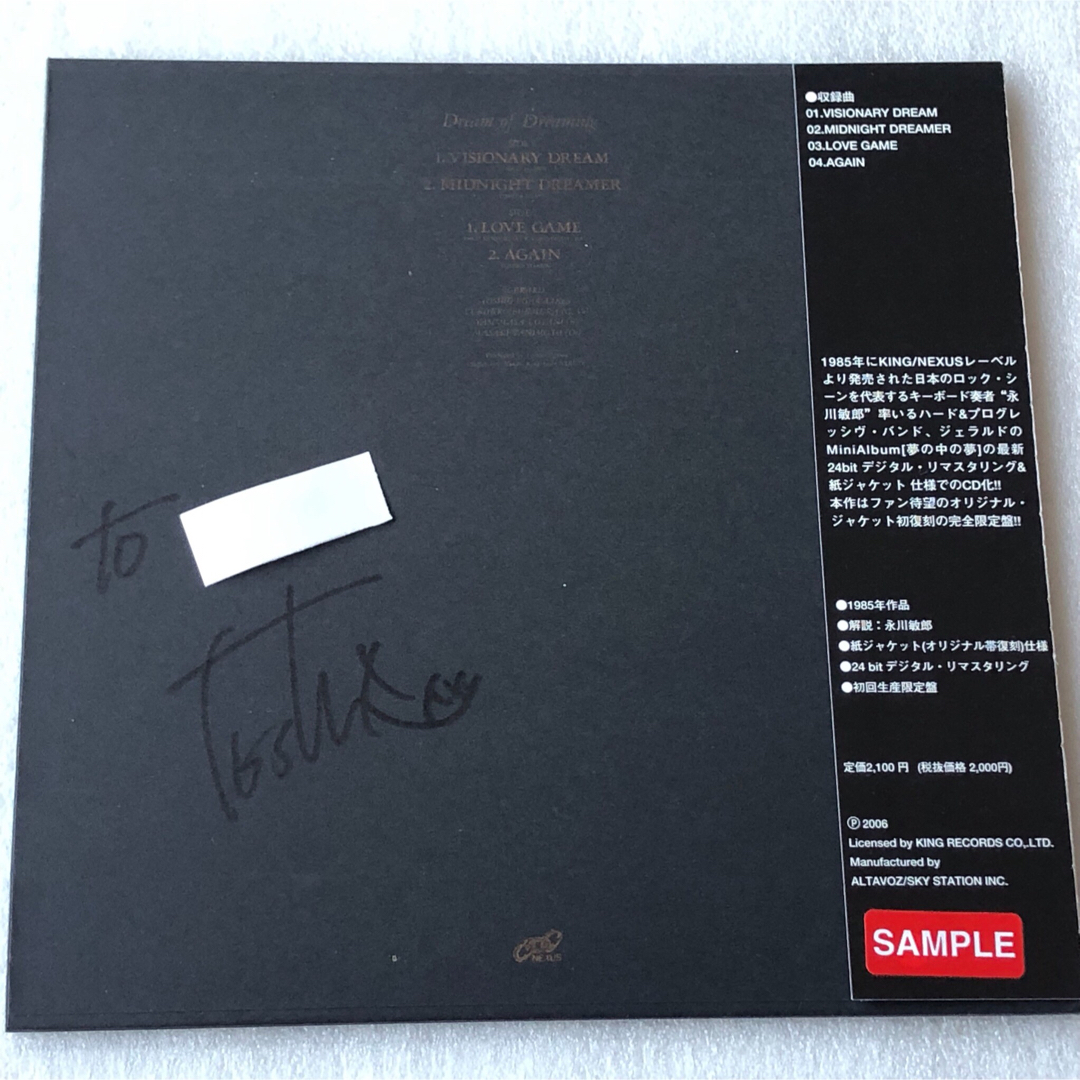 Dream of Dreaming
1. VISIONARY DREAM
2. MIDNIGHT DREAMER
1. LOVE GAME
2. AGAIN
to
NEXUS
●収録曲
01.VISIONARY DREAM
02.MIDNIGHT DREAMER
03.LOVE GAME
04.AGAIN
1985年にKING/NEXUSレーベル
より発売された日本のロック・シ
ーンを代表するキーボード奏者“永
川敏郎”率いるハード&プログレ
ッシヴ・バンド、ジェラルドの
MiniAlbum[夢の中の夢]の最新
24bit デジタル・リマスタリング&
紙ジャケット 仕様でのCD化!!
本作はファン待望のオリジナル・
ジャケット初復刻の完全限定盤!!
●1985年作品
●解説：永川敏郎
●紙ジャケット(オリジナル帯復刻)仕様
●24 bit デジタル・リマスタリング
●初回生産限定盤
定価2,100 円 (税抜価格 2,000円)
Ⓟ 2006
Licensed by KING RECORDS CO,.LTD.
Manufactured by
ALTAVOZ/SKY STATION INC.
SAMPLE